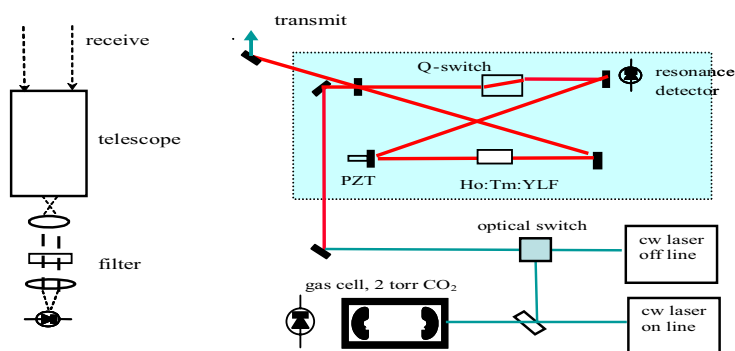 transmit
receive
Q-switch
resonance
detector
telescope
PZT
Ho:Tm:YLF
optical switch
cw laser
off line
filter
gas cell, 2 torr CO₂
cw laser
on line